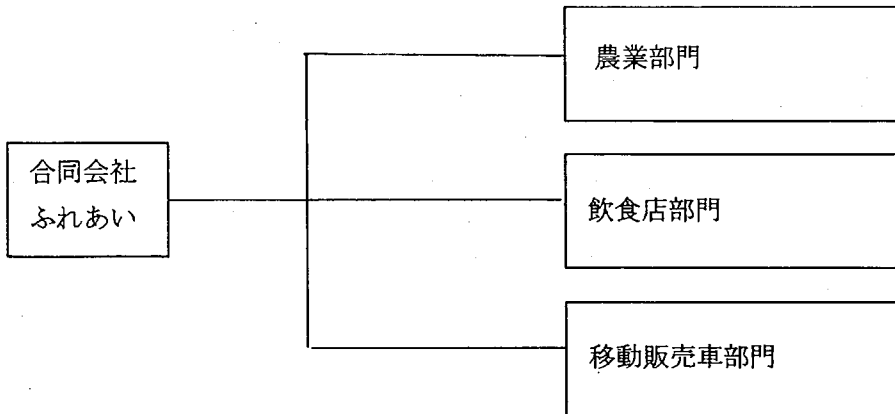 農業部門
合同会社
ふれあい
飲食店部門
移動販売車部門